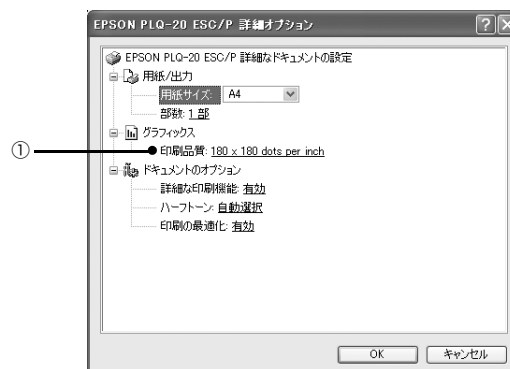 EPSON PLQ-20 ESC/P 詳細オプション
EPSON PLQ-20 ESC/P 詳細なドキュメントの設定
用紙/出力
用紙サイズ: A4
部数: 1 部
グラフィックス
① 印刷品質: 180 x 180 dots per inch
ドキュメントのオプション
詳細な印刷機能: 有効
ハーフトーン: 自動選択
印刷の最適化: 有効
OK キャンセル